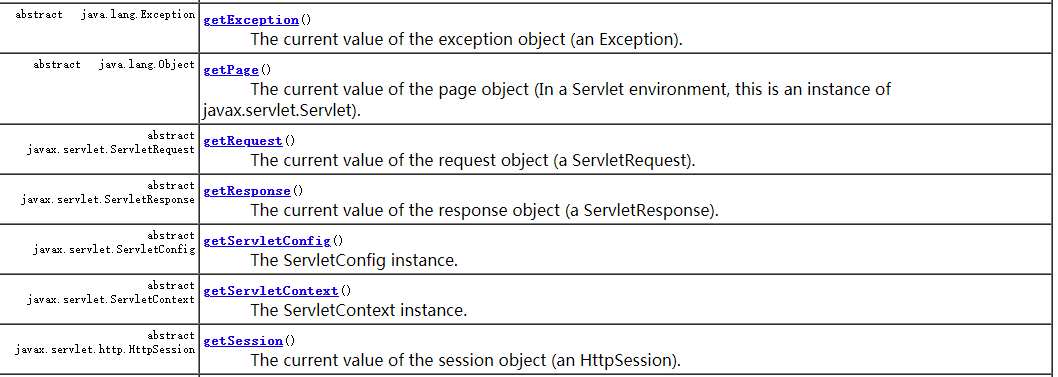 abstract java.lang.Exception
getException()
The current value of the exception object (an Exception).
abstract java.lang.Object
getPage()
The current value of the page object (In a Servlet environment, this is an instance of
javax.servlet.Servlet).
abstract
javax.servlet.ServletRequest
getRequest()
The current value of the request object (a ServletRequest).
abstract
javax.servlet.ServletResponse
getResponse()
The current value of the response object (a ServletResponse).
abstract
javax.servlet.ServletConfig
getServletConfig()
The ServletConfig instance.
abstract
javax.servlet.ServletContext
getServletContext()
The ServletContext instance.
abstract
javax.servlet.http.HttpSession
getSession()
The current value of the session object (an HttpSession).